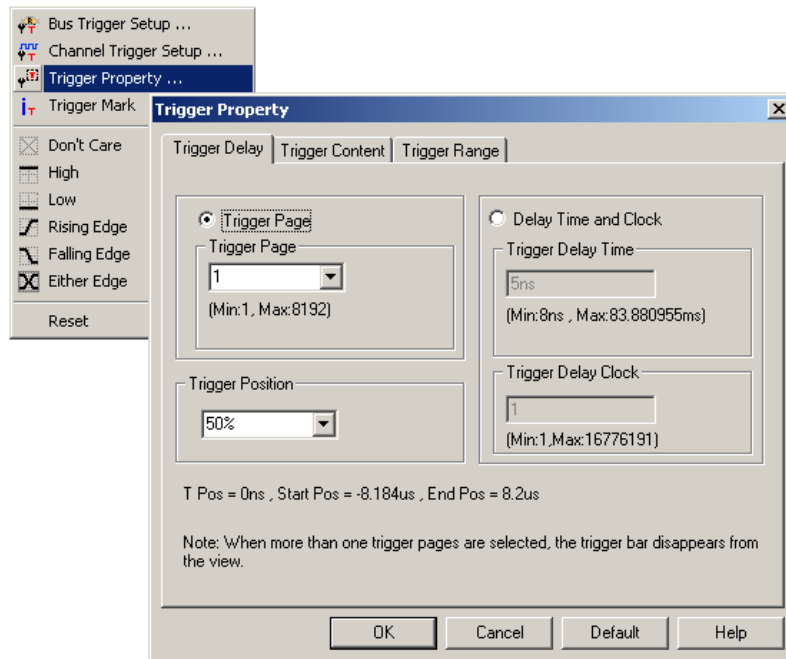 Bus Trigger Setup ...
Channel Trigger Setup ...
Trigger Property ...
Trigger Mark
Don't Care
High
Low
Rising Edge
Falling Edge
Either Edge
Reset
Trigger Property
Trigger Delay
Trigger Content
Trigger Range
Trigger Page
Trigger Page
1
(Min:1, Max:8192)
Trigger Position
50%
Delay Time and Clock
Trigger Delay Time
5ns
(Min:8ns , Max:83.880955ms)
Trigger Delay Clock
1
(Min:1,Max:16776191)
T Pos = 0ns , Start Pos = -8.184us , End Pos = 8.2us
Note: When more than one trigger pages are selected, the trigger bar disappears from
the view.
OK
Cancel
Default
Help